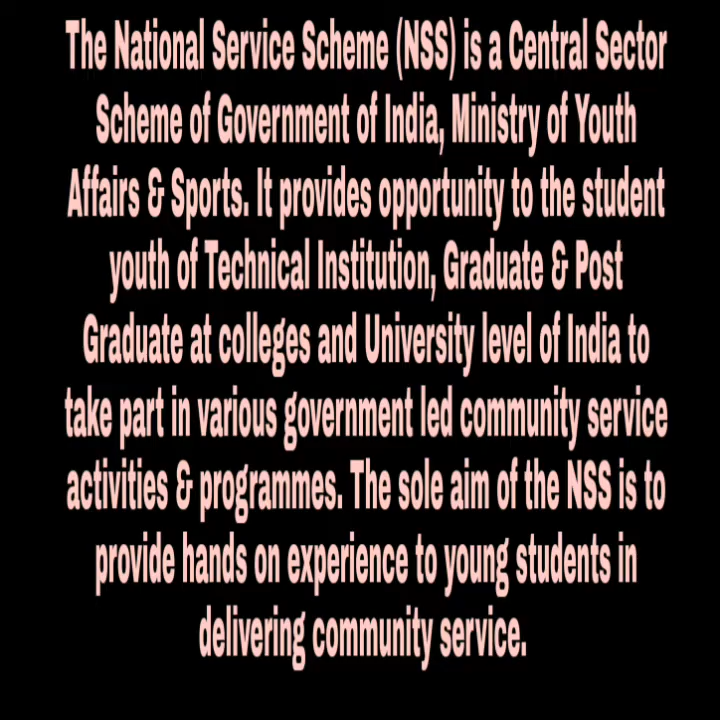 The National Service Scheme (NSS) is a Central Sector
Scheme of Government of India, Ministry of Youth
Affairs & Sports. It provides opportunity to the student
youth of Technical Institution, Graduate & Post
Graduate at colleges and University level of India to
take part in various government led community service
activities & programmes. The sole aim of the NSS is to
provide hands on experience to young students in
delivering community service.